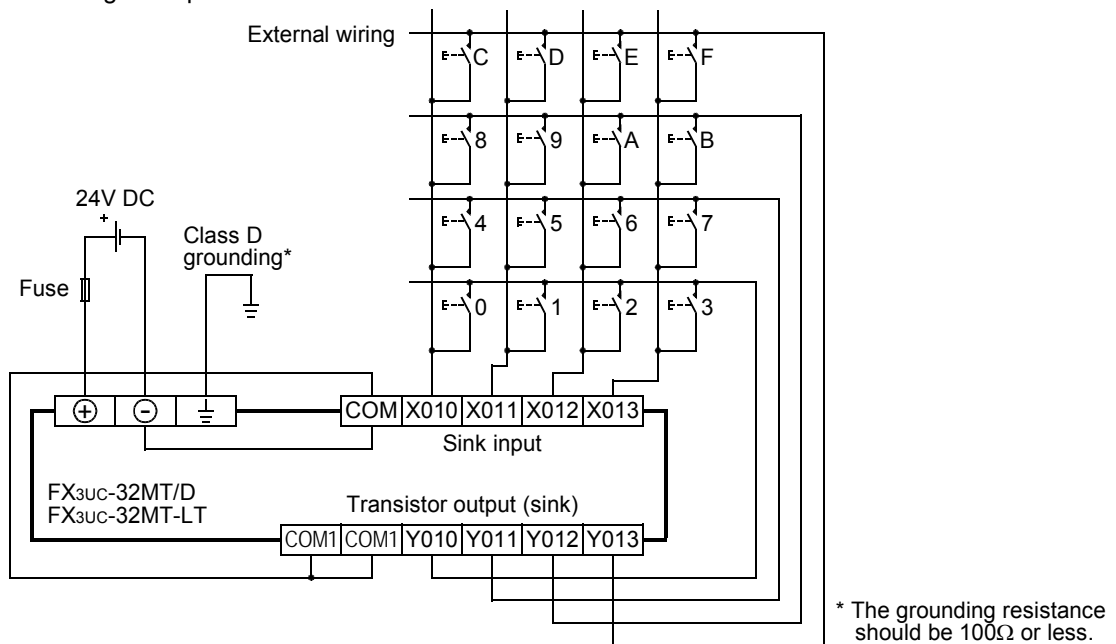 External wiring
C D E F
8 9 A B
24V DC
+
Class D
grounding*
4 5 6 7
Fuse
0 1 2 3
+ - COM X010 X011 X012 X013
Sink input
FX3UC-32MT/D
FX3UC-32MT-LT
Transistor output (sink)
COM1 COM1 Y010 Y011 Y012 Y013
* The grounding resistance
should be 100Ω or less.